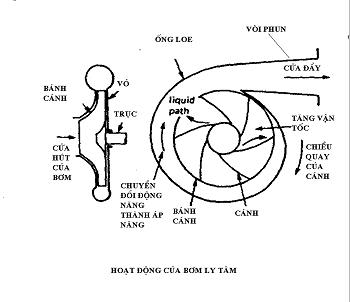 VÒI PHUN
ỐNG LOE
CỬA ĐẨY
BÁNH
CÁNH
VỎ
TRỤC
liquid
path
TĂNG VẬN
TỐC
CỬA
HÚT
CỦA
BƠM
CHIỀU
QUAY
CỦA
CÁNH
CHUYỂN
ĐỔI ĐỘNG
NĂNG
THÀNH ÁP
NĂNG
BÁNH
CÁNH
CÁNH
HOẠT ĐỘNG CỦA BƠM LY TÂM